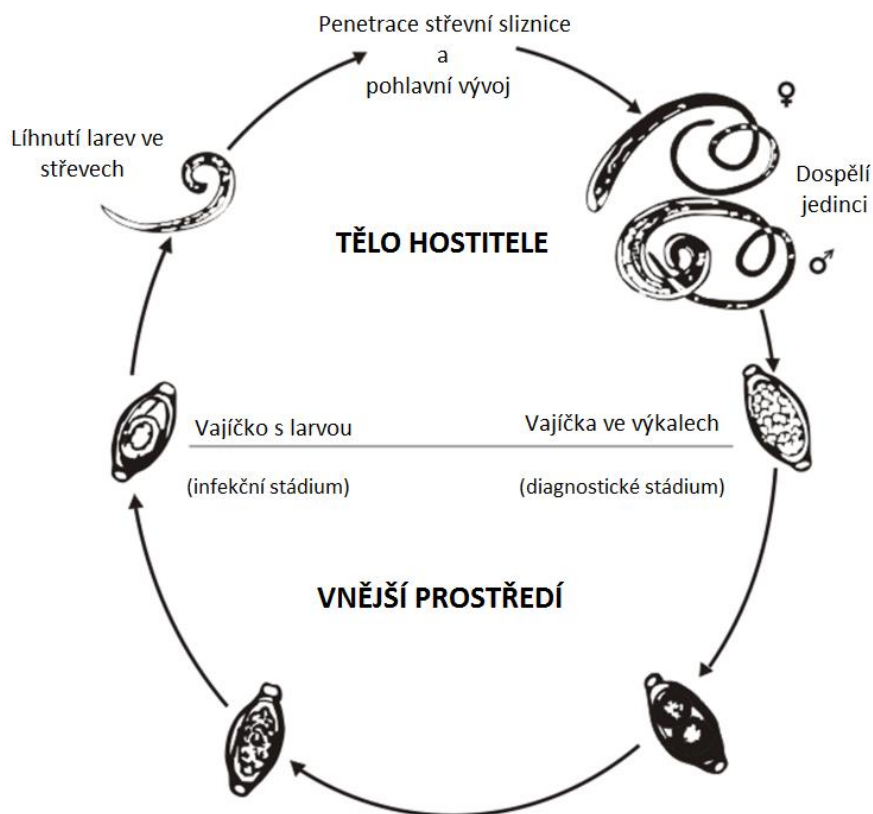 Penetrace střevní sliznice
a
pohlavní vývoj
Líhnutí larev ve
střevech
♀
Dospělí
jedinci
♂
TĚLO HOSTITELE
Vajíčko s larvou
Vajíčka ve výkalech
(infekční stádium)
(diagnostické stádium)
VNĚJŠÍ PROSTŘEDÍ